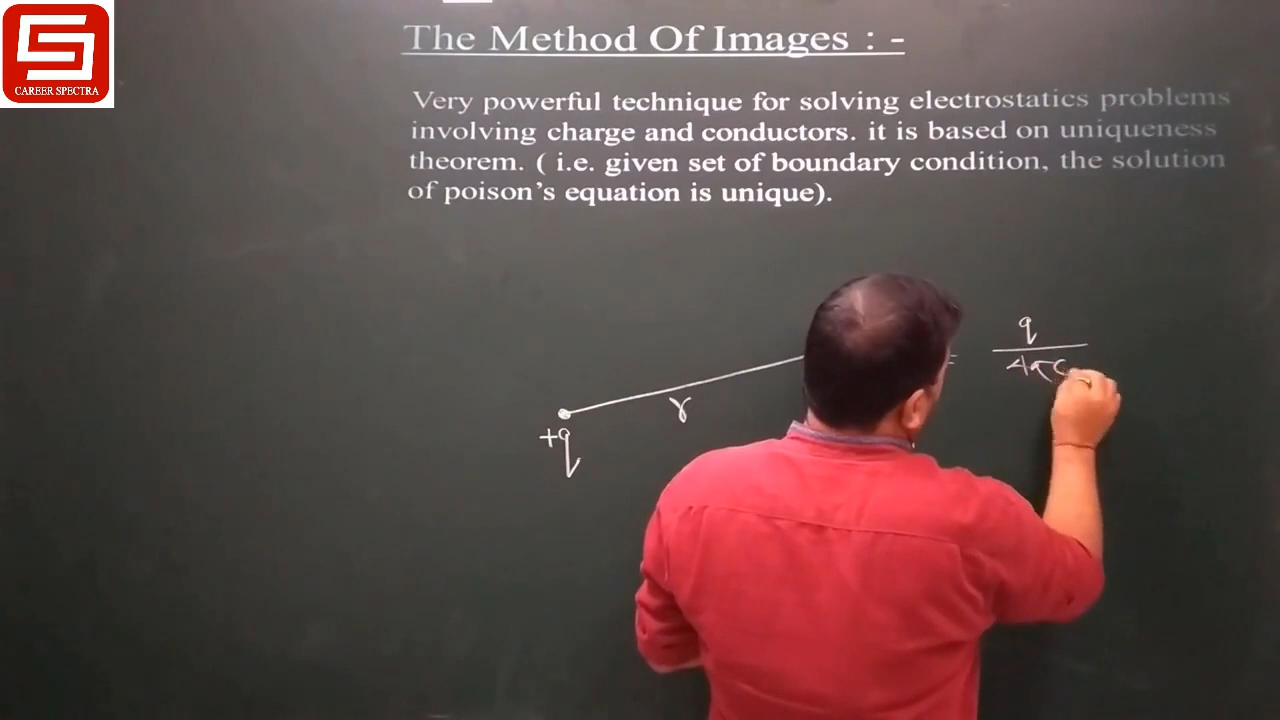 CAREER SPECTRA
The Method Of Images : -
Very powerful technique for solving electrostatics problems
involving charge and conductors. it is based on uniqueness
theorem. ( i.e. given set of boundary condition, the solution
of poison's equation is unique).
=
q
4π
r
+q